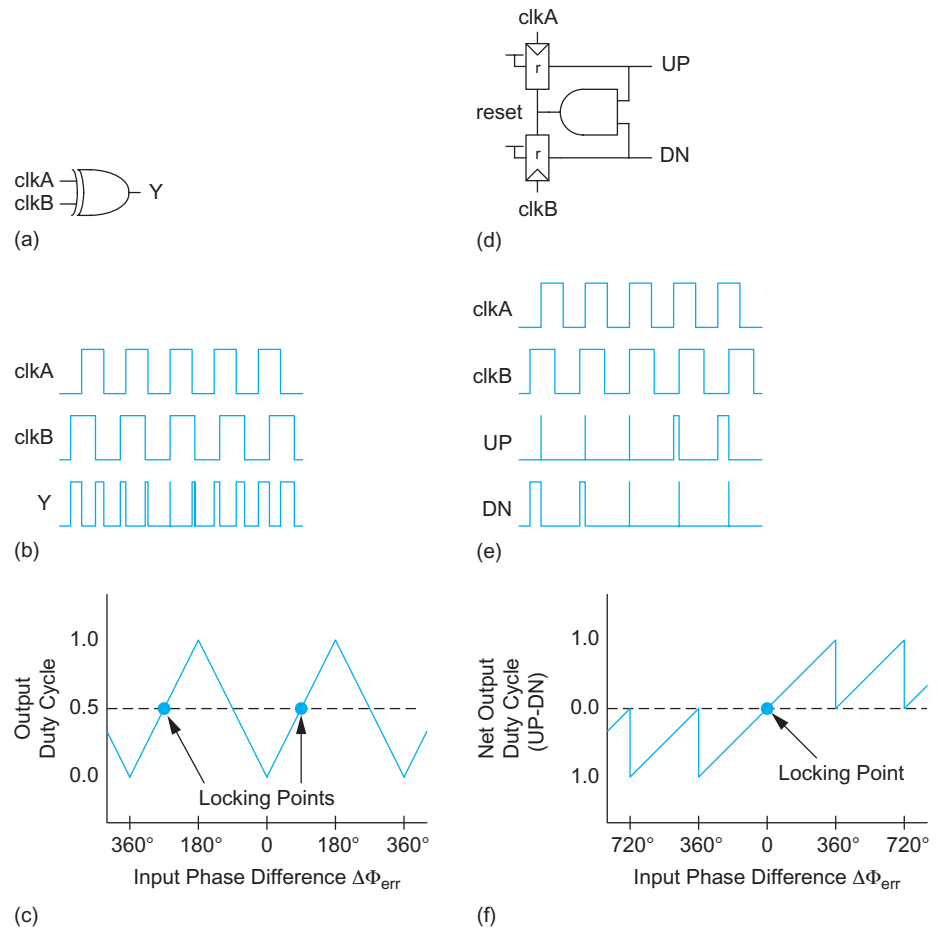 clkA
clkB
Y
(a)
clkA
r
UP
reset
r
DN
clkB
(d)
clkA
clkB
Y
(b)
clkA
clkB
UP
DN
(e)
Output
Duty Cycle
1.0
0.5
0.0
Locking Points
360° 180° 0 180° 360°
Input Phase Difference ΔΦerr
(c)
Net Output
Duty Cycle
(UP-DN)
1.0
0.0
1.0
Locking Point
720° 360° 0 360° 720°
Input Phase Difference ΔΦerr
(f)